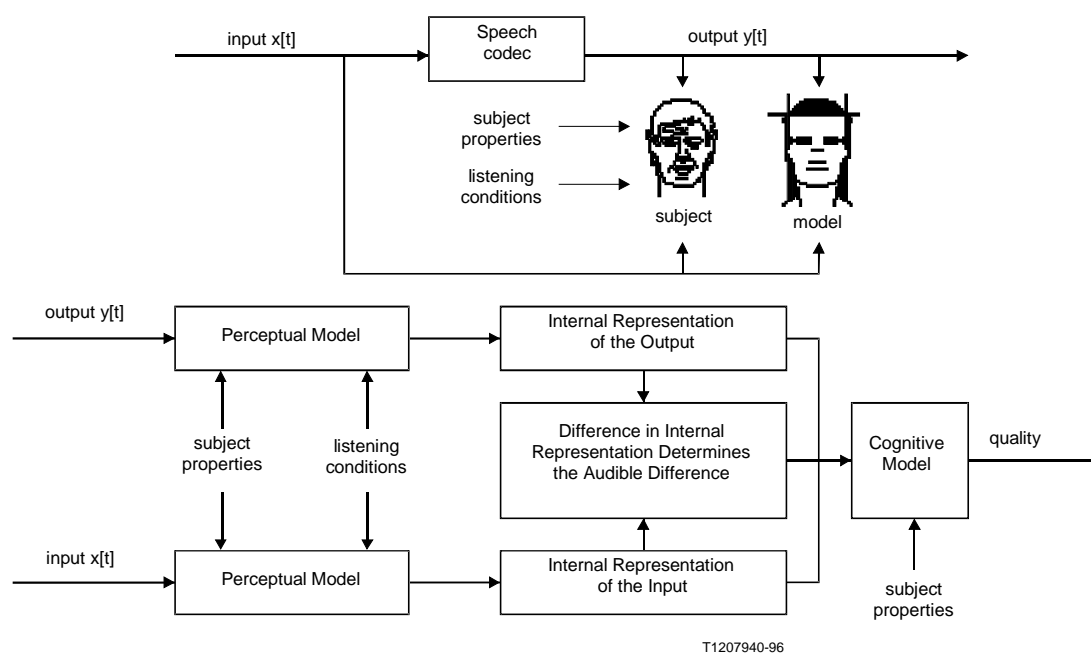 input x[t]
Speech
codec
output y[t]
subject
properties
listening
conditions
subject
model
output y[t]
Perceptual Model
Internal Representation
of the Output
subject
properties
listening
conditions
Difference in Internal
Representation Determines
the Audible Difference
Cognitive
Model
quality
input x[t]
Perceptual Model
Internal Representation
of the Input
subject
properties
T1207940-96